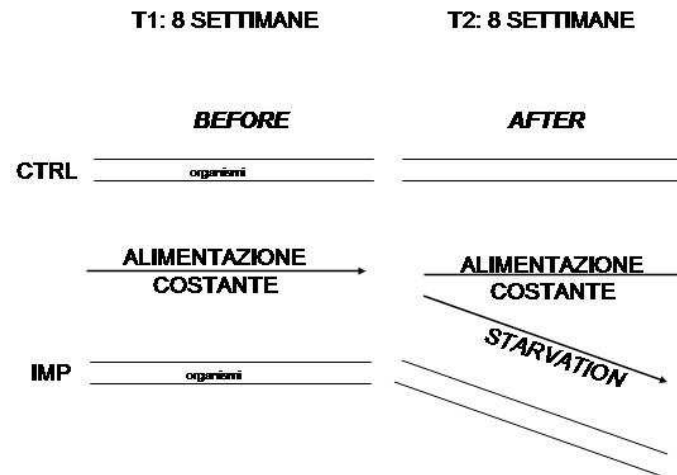 T1: 8 SETTIMANE
T2: 8 SETTIMANE
BEFORE
AFTER
CTRL
organismi
ALIMENTAZIONE
COSTANTE
ALIMENTAZIONE
COSTANTE
STARVATION
IMP
organismi